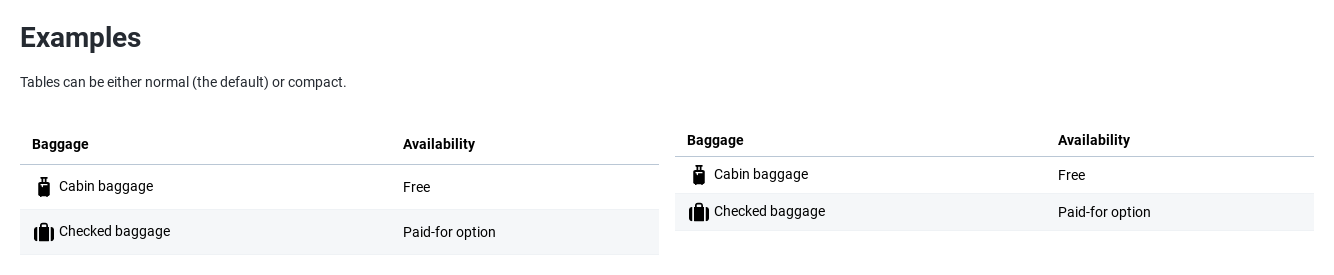 Examples
Tables can be either normal (the default) or compact.
Baggage Availability
Cabin baggage Free
Checked baggage Paid-for option
Baggage Availability
Cabin baggage Free
Checked baggage Paid-for option